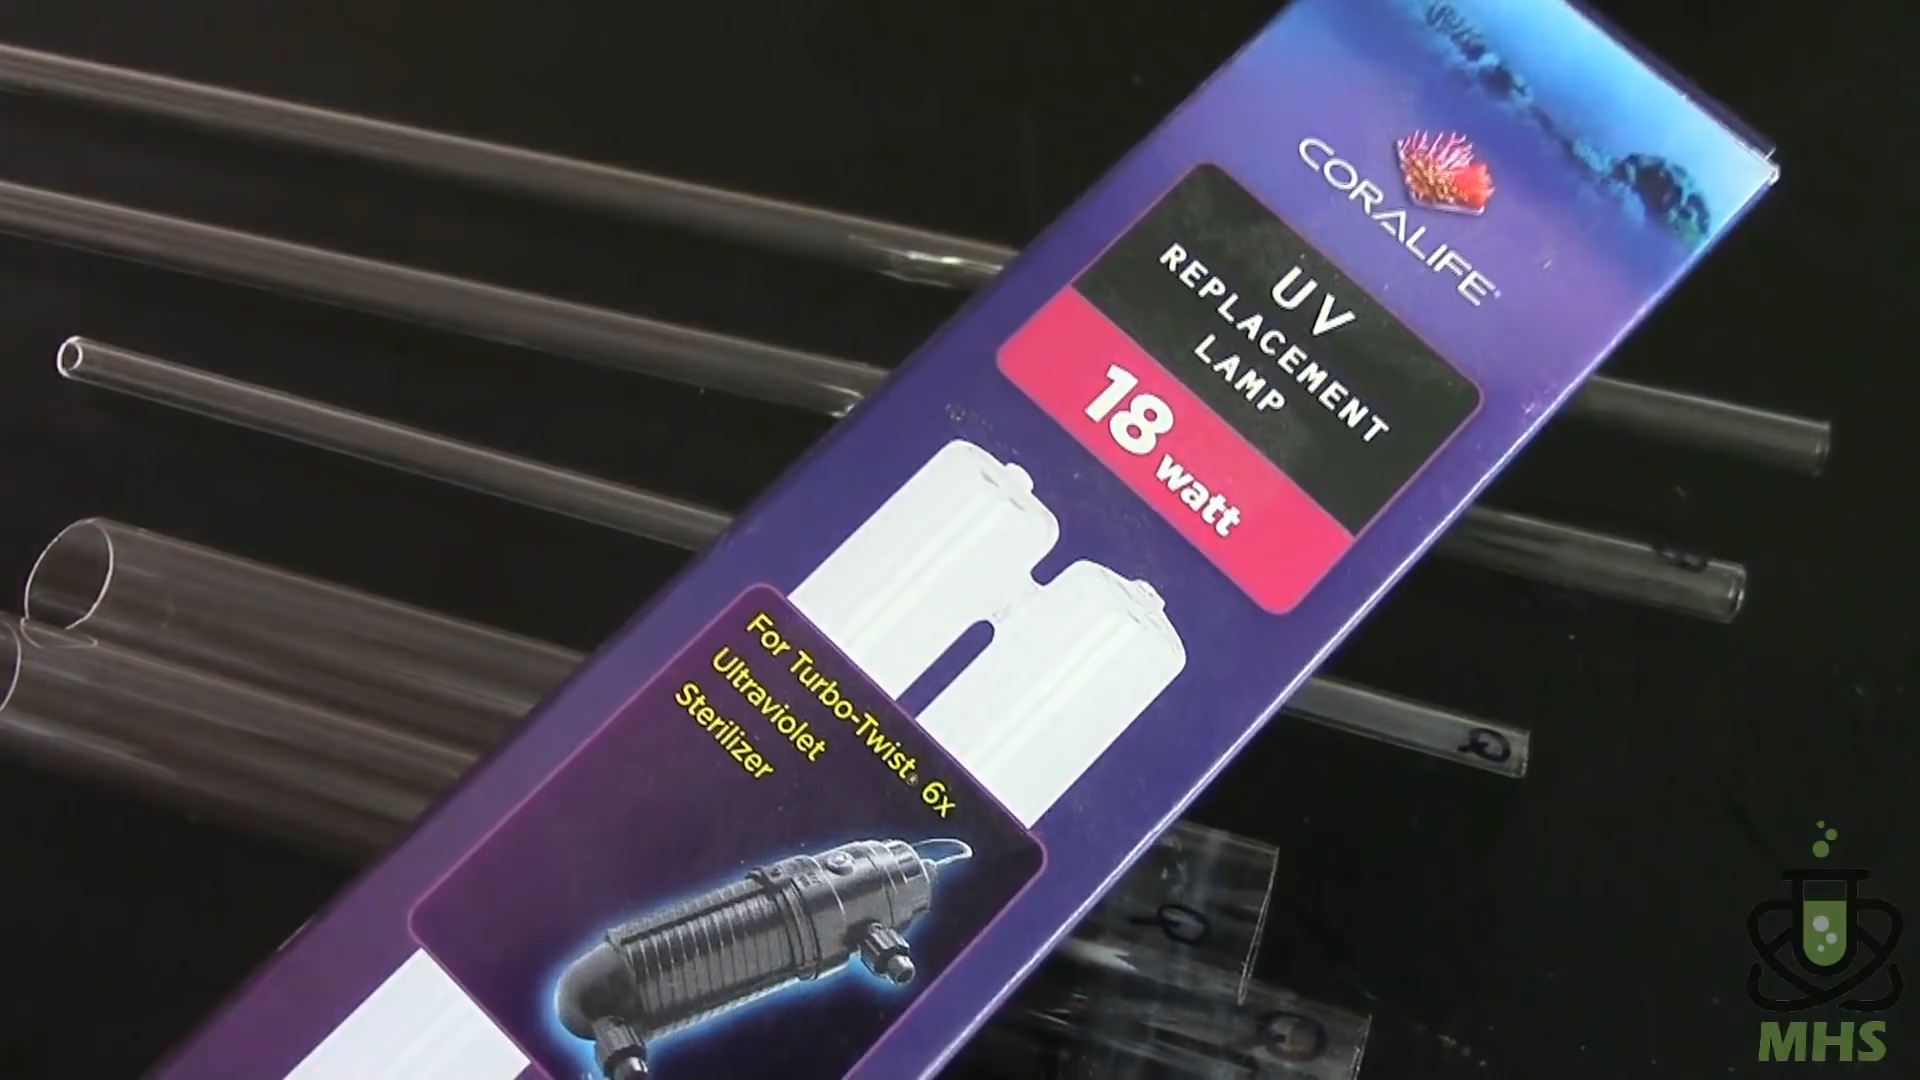 CORALIFE
UV
REPLACEMENT
LAMP
18 watt
For Turbo-Twist® 6x
Ultraviolet
Sterilizer
Q
Q
Q
MHS